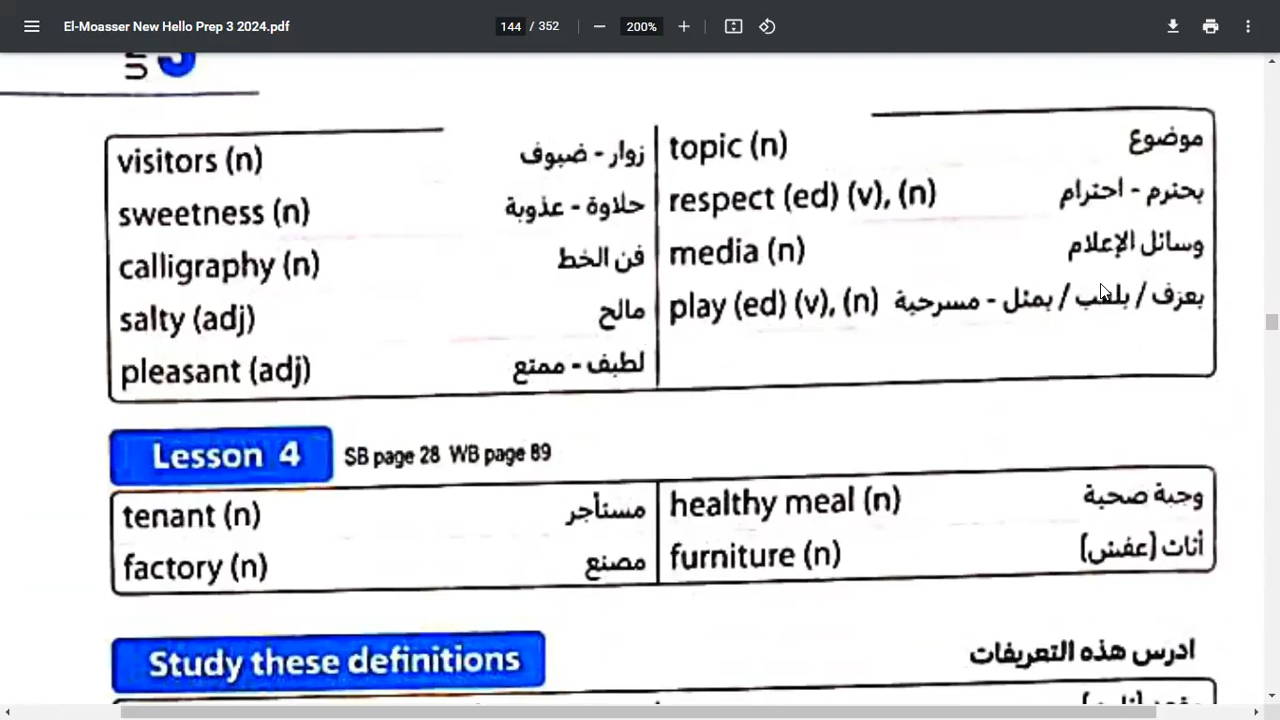 El-Moasser New Hello Prep 3 2024.pdf
144 / 352
200%
visitors (n) زوار - ضيوف
sweetness (n) حلاوة - عذوبة
calligraphy (n) فن الخط
salty (adj) مالح
pleasant (adj) لطيف - ممتع
topic (n) موضوع
respect (ed) (v), (n) يحترم - احترام
media (n) وسائل الإعلام
play (ed) (v), (n) يعزف / يلعب / يمثل - مسرحية
Lesson 4 SB page 28 WB page 89
tenant (n) مستأجر
factory (n) مصنع
healthy meal (n) وجبة صحية
furniture (n) أثاث (عفش)
Study these definitions ادرس هذه التعريفات